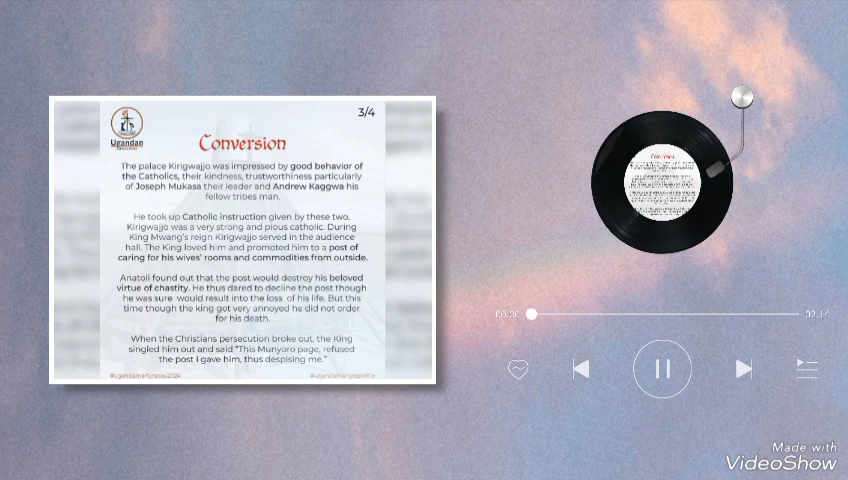 3/4
Ugandan
Conversion
The palace Kirigwajjo was impressed by good behavior of
the Catholics, their kindness, trustworthiness particularly
of Joseph Mukasa their leader and Andrew Kaggwa his
fellow tribes man.
He took up Catholic instruction given by these two.
Kirigwajjo was a very strong and pious catholic. During
King Mwang's reign Kirigwajjo served in the audience
hall. The King loved him and promoted him to a post of
caring for his wives' rooms and commodities from outside.
Anatoli found out that the post would destroy his beloved
virtue of chastity. He thus dared to decline the post though
he was sure would result into the loss of his life. But this
time though the king got very annoyed he did not order
for his death.
When the Christians persecution broke out, the King
singled him out and said "This Munyoro page, refused
the post I gave him, thus despising me."
#ugandamartyrsday2024
#ugandamartyrsprofile
Conversion
00:00
02:14
Made with
VideoShow